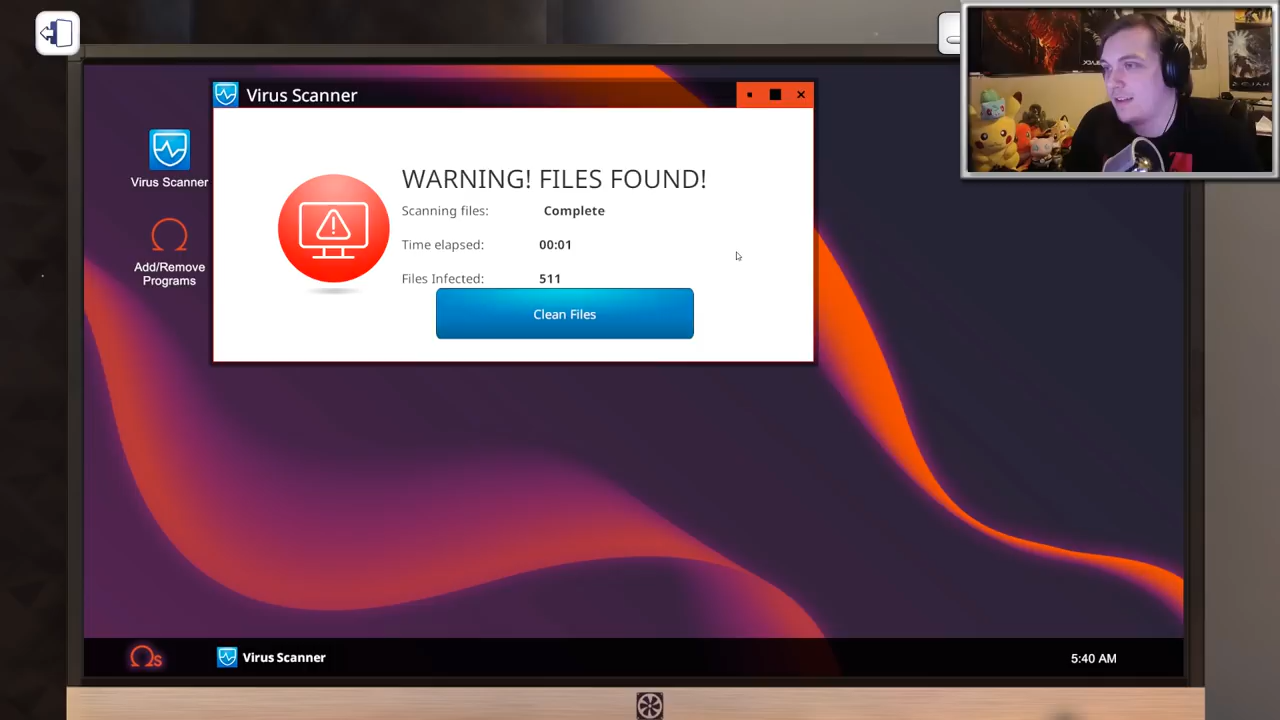 Virus Scanner
WARNING! FILES FOUND!
Scanning files: Complete
Time elapsed: 00:01
Files Infected: 511
Clean Files
Virus Scanner
Add/Remove
Programs
Ωs
Virus Scanner
5:40 AM